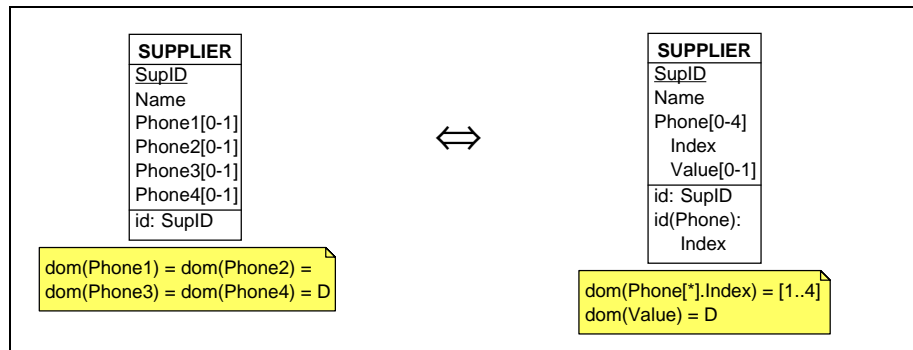 SUPPLIER
SupID
Name
Phone1[0-1]
Phone2[0-1]
Phone3[0-1]
Phone4[0-1]
id: SupID
dom(Phone1) = dom(Phone2) =
dom(Phone3) = dom(Phone4) = D
⇔
SUPPLIER
SupID
Name
Phone[0-4]
Index
Value[0-1]
id: SupID
id(Phone):
Index
dom(Phone[*].Index) = [1..4]
dom(Value) = D